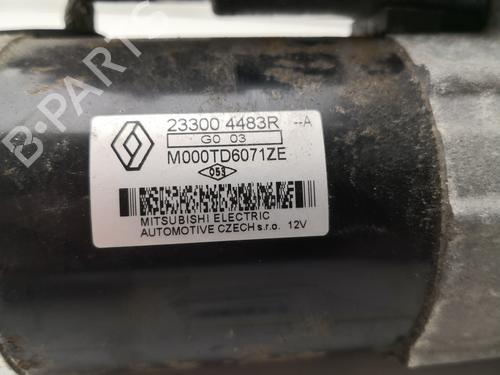 23300 4483R --A
G0 03
M000TD6071ZE
053
MITSUBISHI ELECTRIC
AUTOMOTIVE CZECH s.r.o. 12V
B-PARTS